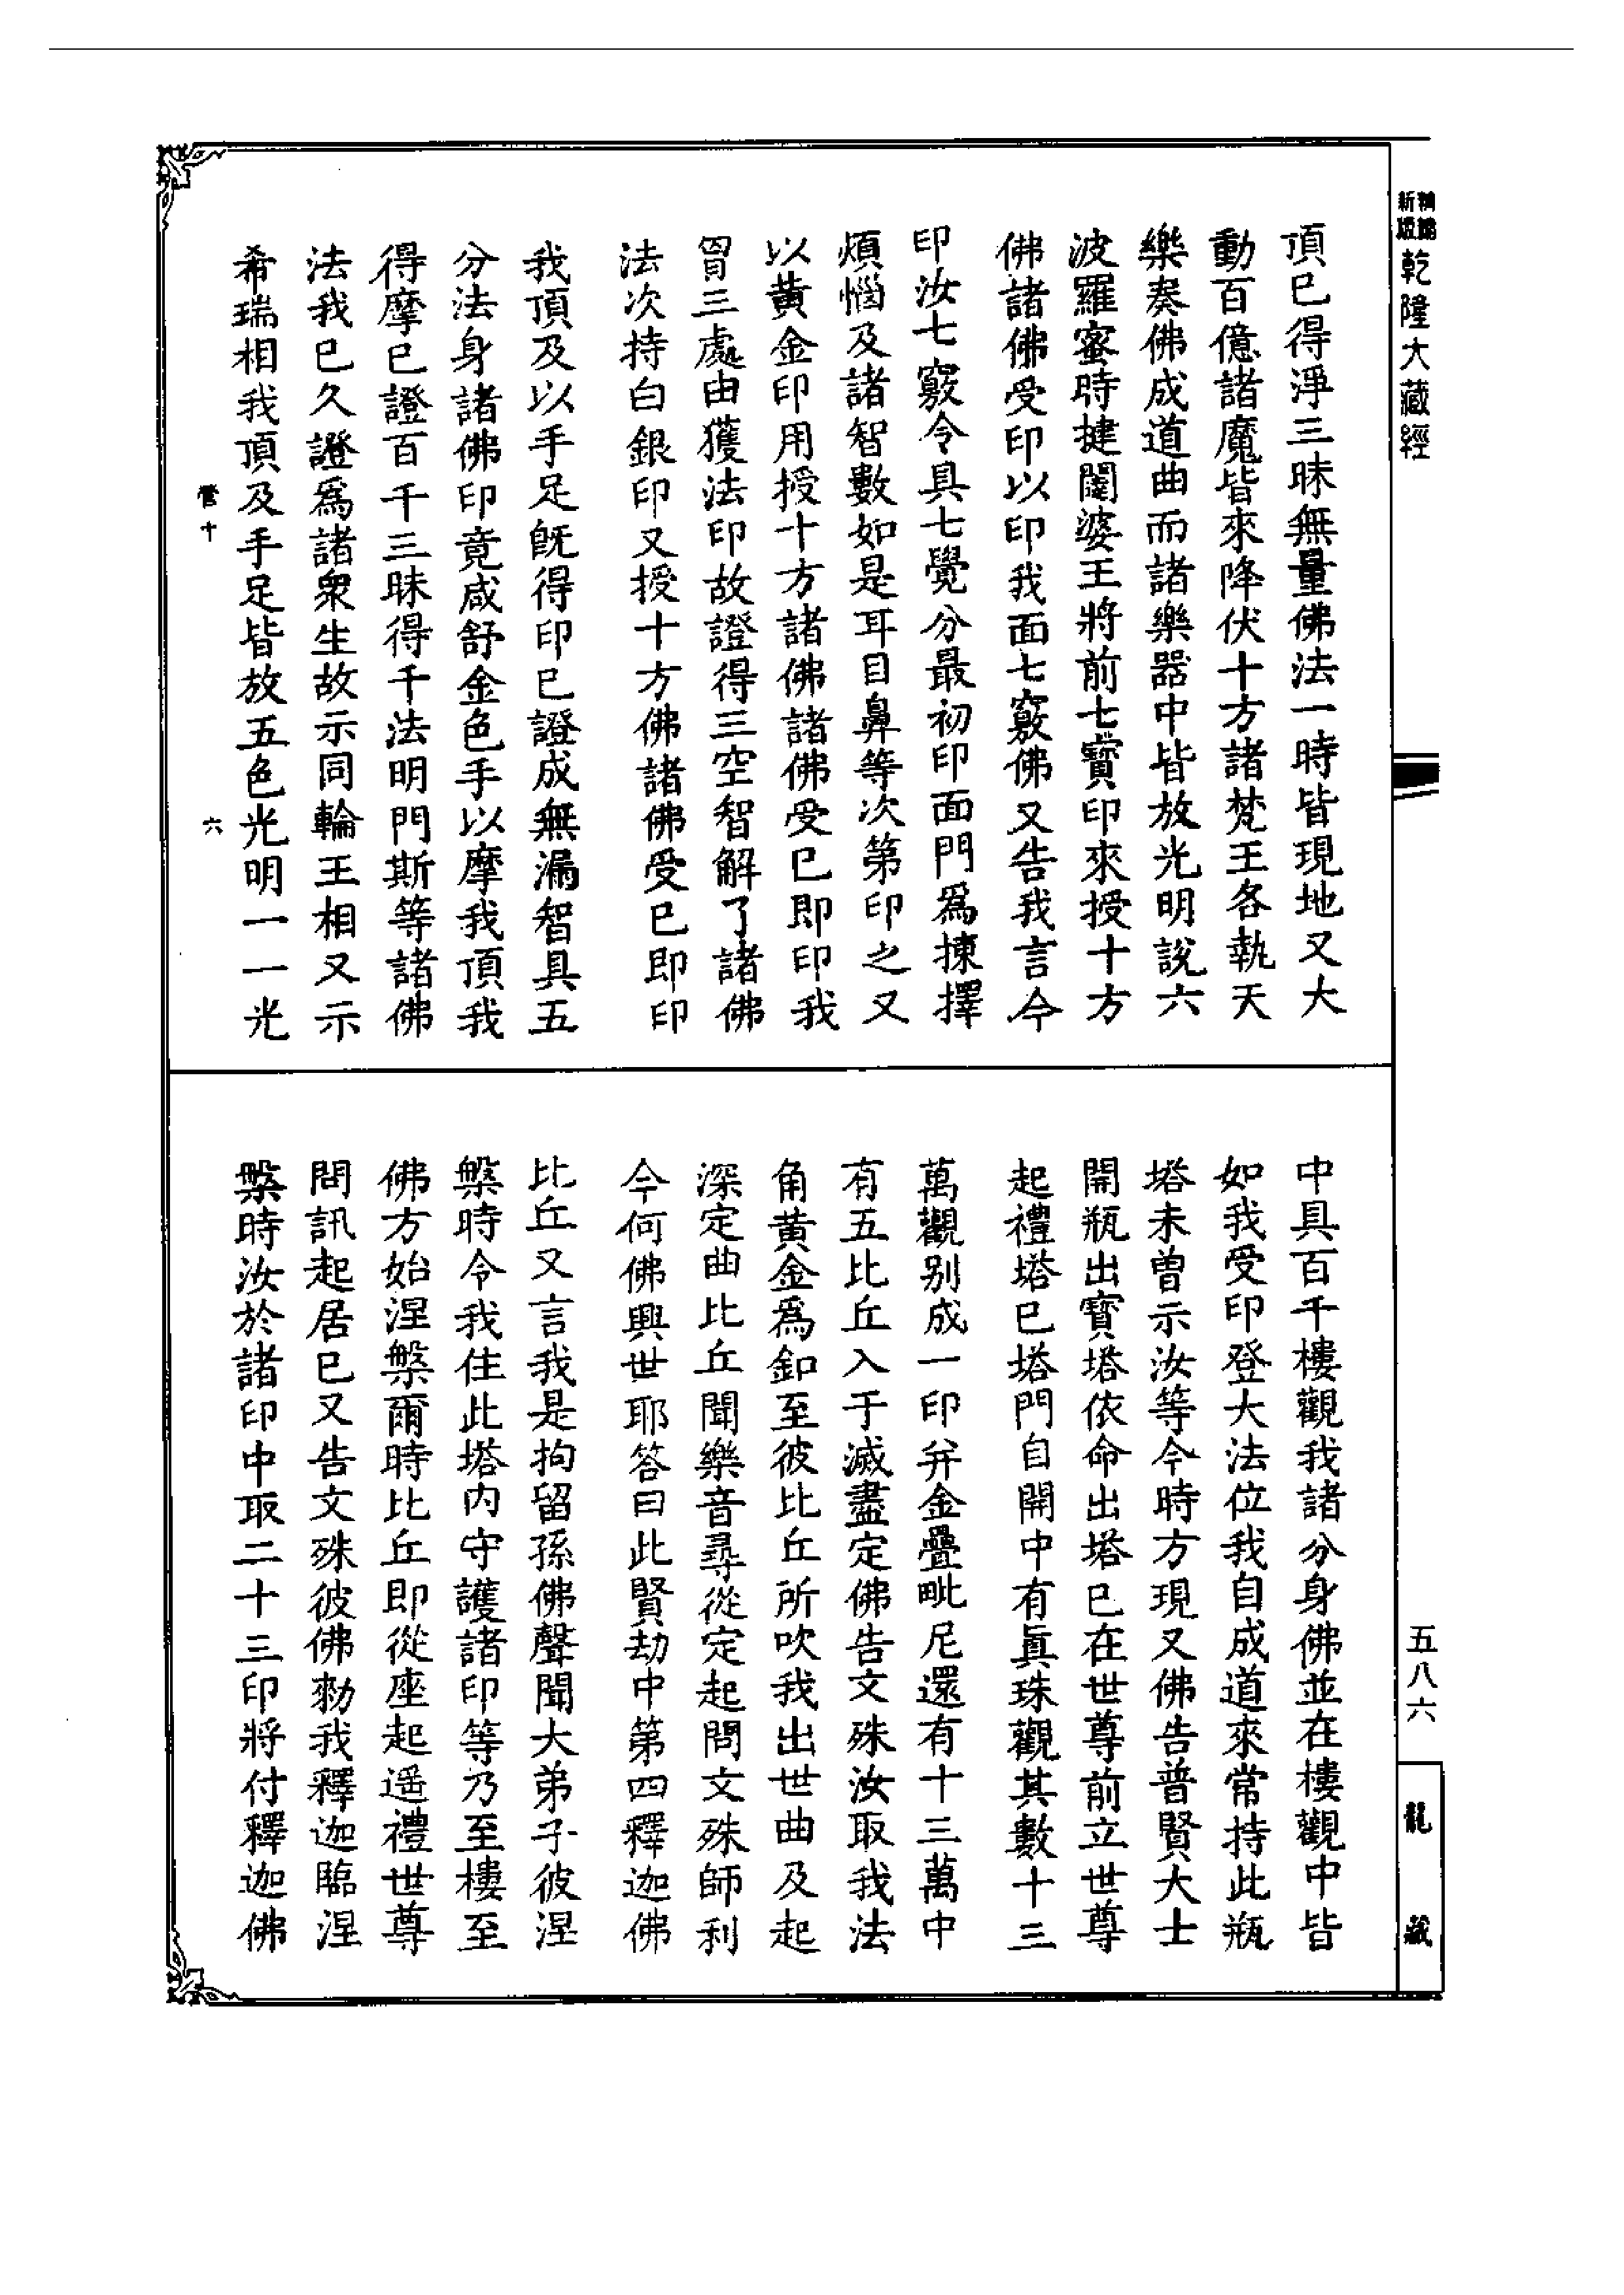 新
乾隆大藏經
五八六
龍藏
頂巳得淨三昧無量佛法一時皆現地又大
動百億諸魔皆來降伏十方諸梵王各執天
樂奏佛成道曲而諸樂器中皆放光明說六
波羅蜜時揵闥婆王將前七寶印來授十方
佛諸佛受印以印我面七竅佛又告我言今
印汝七竅令具七覺分最初印面門爲揀擇
煩惱及諸智數如是耳目鼻等次第印之又
以黃金印用授十方諸佛諸佛受巳即印我
胷三處由獲法印故證得三空智解了諸佛
法次持白銀印又授十方佛諸佛受巳即印
我頂及以手足旣得印巳證成無漏智具五
分法身諸佛印竟咸舒金色手以摩我頂我
得摩巳證百千三昧得千法明門斯等諸佛
法我巳久證爲諸衆生故示同輪王相又示
希瑞相我頂及手足皆放五色光明一一光
營十
六
中具百千樓觀我諸分身佛並在樓觀中皆
如我受印登大法位我自成道來常持此瓶
塔未曾示汝等今時方現又佛告普賢大士
開瓶出寶塔依命出塔巳在世尊前立世尊
起禮塔巳塔門自開中有眞珠觀其數十三
萬觀別成一印并金疊毗尼還有十三萬中
有五比丘入于滅盡定佛告文殊汝取我法
角黃金爲釦至彼比丘所吹我出世曲及起
深定曲比丘聞樂音尋從定起問文殊師利
今何佛興世耶答曰此賢劫中第四釋迦佛
比丘又言我是拘留孫佛聲聞大弟子彼涅
槃時令我住此塔內守護諸印等乃至樓至
佛方始涅槃爾時比丘即從座起遥禮世尊
問訊起居巳又告文殊彼佛勑我釋迦臨涅
槃時汝於諸印中取二十三印將付釋迦佛